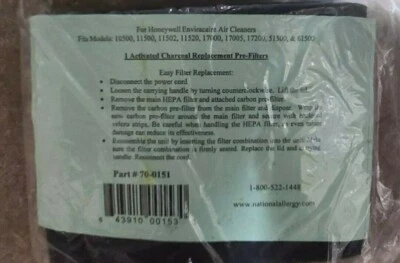 For Honeywell Enviracaire Air Cleaners
Fits Models: 10500, 11500, 11502, 11520, 17000, 17005, 17200, 51500, & 61500
1 Activated Charcoal Replacement Pre-Filters
Easy Filter Replacement:
• Disconnect the power cord.
• Loosen the carrying handle by turning counterclockwise. Lift the lid.
• Remove the main HEPA filter and attached carbon pre-filter.
• Remove the carbon pre-filter from the main filter and dispose. Wrap the
new carbon pre-filter around the main filter and secure with
velcro strips. Be careful when handling the HEPA filter, as even minor
damage can reduce its effectiveness.
• Reassemble the unit by inserting the filter combination into the unit.
sure the filter combination is firmly seated. Replace the lid and carrying
handle. Reconnect the cord.
Part # 70-0151
1-800-522-1448
43910 00153
www.nationalallergy.com